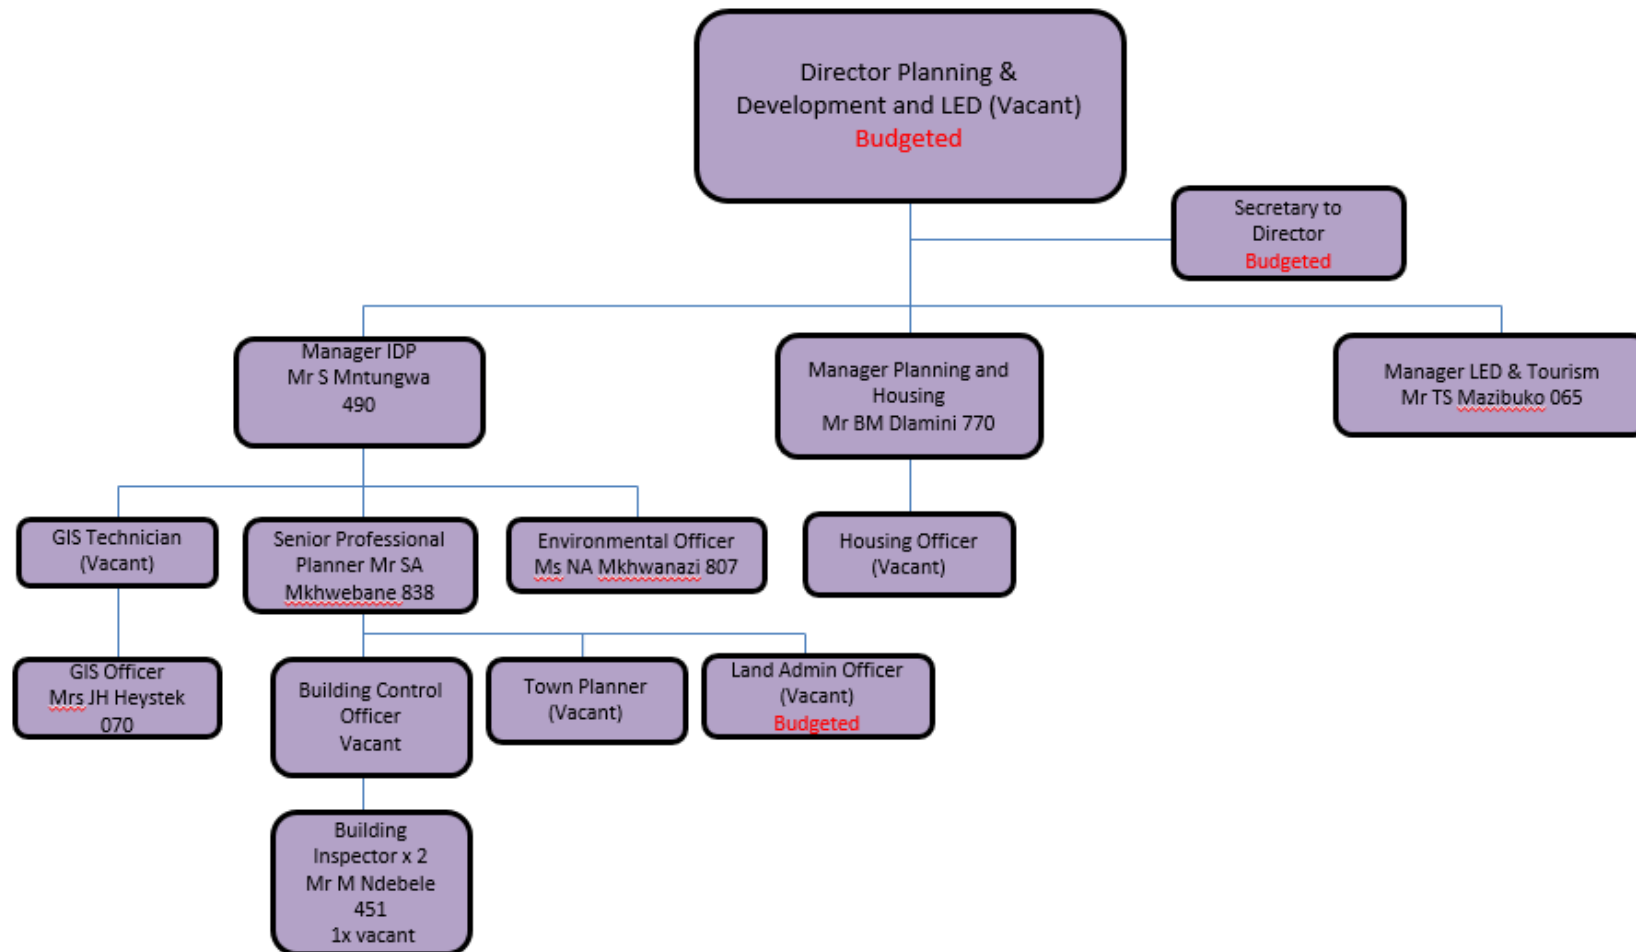 Director Planning &
Development and LED (Vacant)
Budgeted
Secretary to
Director
Budgeted
Manager IDP
Mr S Mntungwa
490
Manager Planning and
Housing
Mr BM Dlamini 770
Manager LED & Tourism
Mr TS Mazibuko 065
GIS Technician
(Vacant)
Senior Professional
Planner Mr SA
Mkhwebane 838
Environmental Officer
Ms NA Mkhwanazi 807
Housing Officer
(Vacant)
GIS Officer
Mrs JH Heystek
070
Building Control
Officer
Vacant
Town Planner
(Vacant)
Land Admin Officer
(Vacant)
Budgeted
Building
Inspector x 2
Mr M Ndebele
451
1x vacant